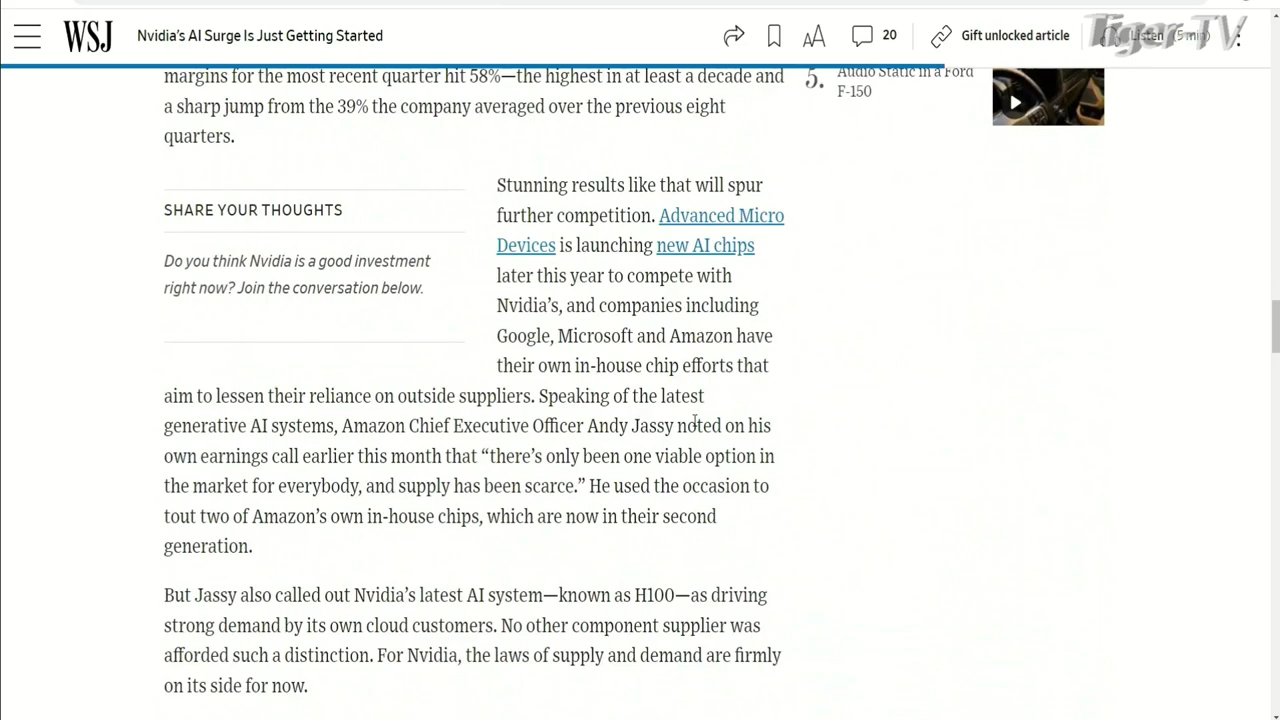 WSJ
Nvidia's AI Surge Is Just Getting Started
20
Gift unlocked article
Listen (5 min)
Tiger TV
margins for the most recent quarter hit 58%—the highest in at least a decade and
a sharp jump from the 39% the company averaged over the previous eight
quarters.
5.
Audio Static in a Ford
F-150
SHARE YOUR THOUGHTS
Do you think Nvidia is a good investment
right now? Join the conversation below.
Stunning results like that will spur
further competition. Advanced Micro
Devices is launching new AI chips
later this year to compete with
Nvidia's, and companies including
Google, Microsoft and Amazon have
their own in-house chip efforts that
aim to lessen their reliance on outside suppliers. Speaking of the latest
generative AI systems, Amazon Chief Executive Officer Andy Jassy noted on his
own earnings call earlier this month that “there's only been one viable option in
the market for everybody, and supply has been scarce.” He used the occasion to
tout two of Amazon's own in-house chips, which are now in their second
generation.
But Jassy also called out Nvidia's latest AI system—known as H100—as driving
strong demand by its own cloud customers. No other component supplier was
afforded such a distinction. For Nvidia, the laws of supply and demand are firmly
on its side for now.